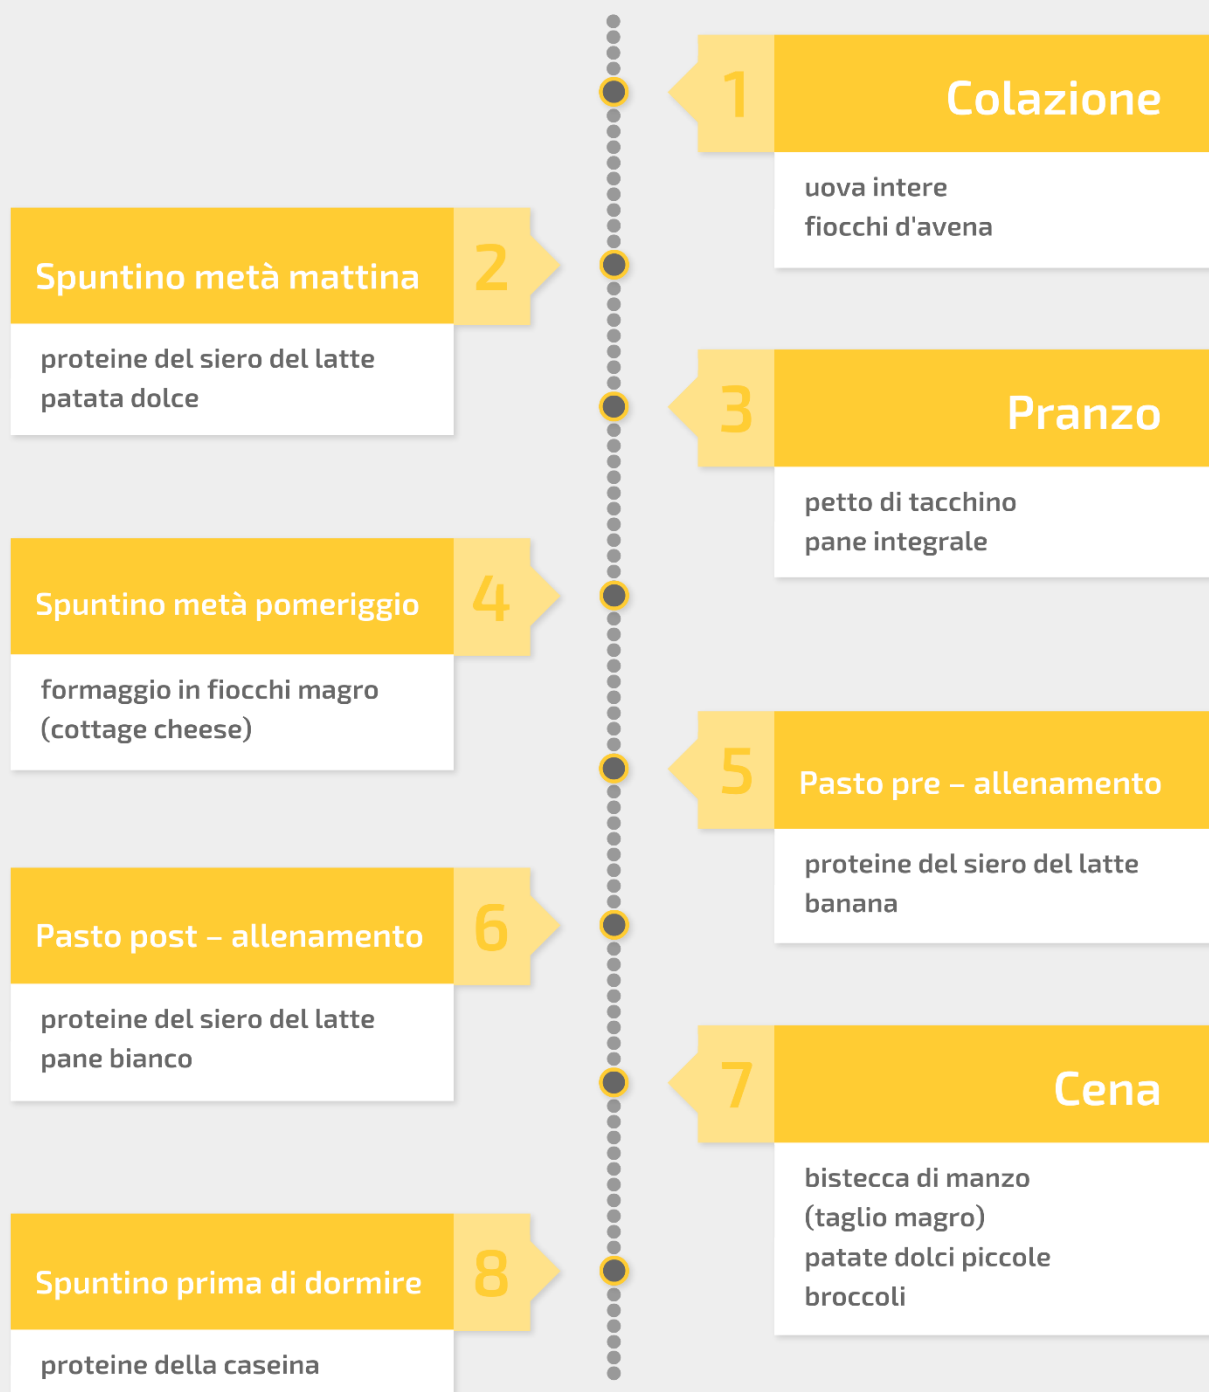 1
Colazione
uova intere
fiocchi d'avena
2
Spuntino metà mattina
proteine del siero del latte
patata dolce
3
Pranzo
petto di tacchino
pane integrale
4
Spuntino metà pomeriggio
formaggio in fiocchi magro
(cottage cheese)
5
Pasto pre – allenamento
proteine del siero del latte
banana
6
Pasto post – allenamento
proteine del siero del latte
pane bianco
7
Cena
bistecca di manzo
(taglio magro)
patate dolci piccole
broccoli
8
Spuntino prima di dormire
proteine della caseina